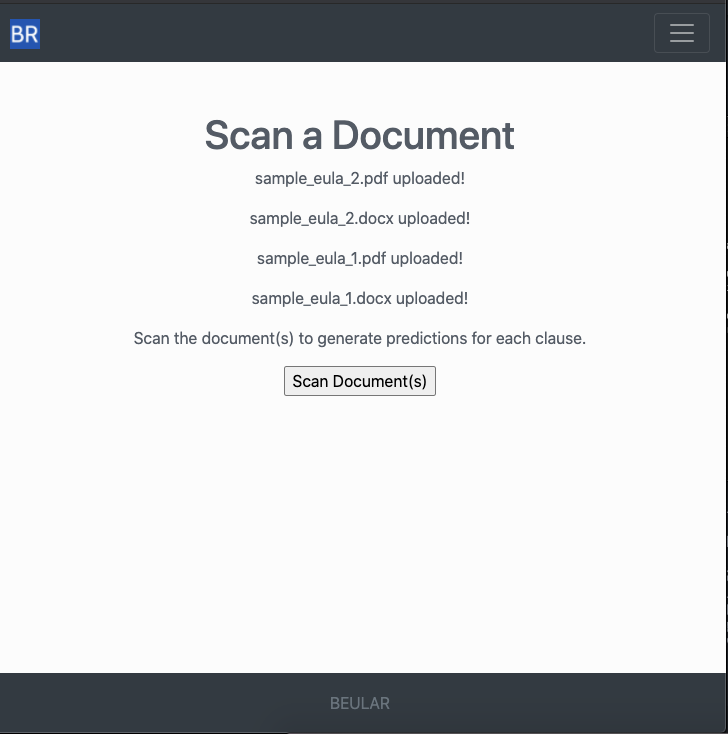 BR
Scan a Document
sample_eula_2.pdf uploaded!
sample_eula_2.docx uploaded!
sample_eula_1.pdf uploaded!
sample_eula_1.docx uploaded!
Scan the document(s) to generate predictions for each clause.
Scan Document(s)
BEULAR